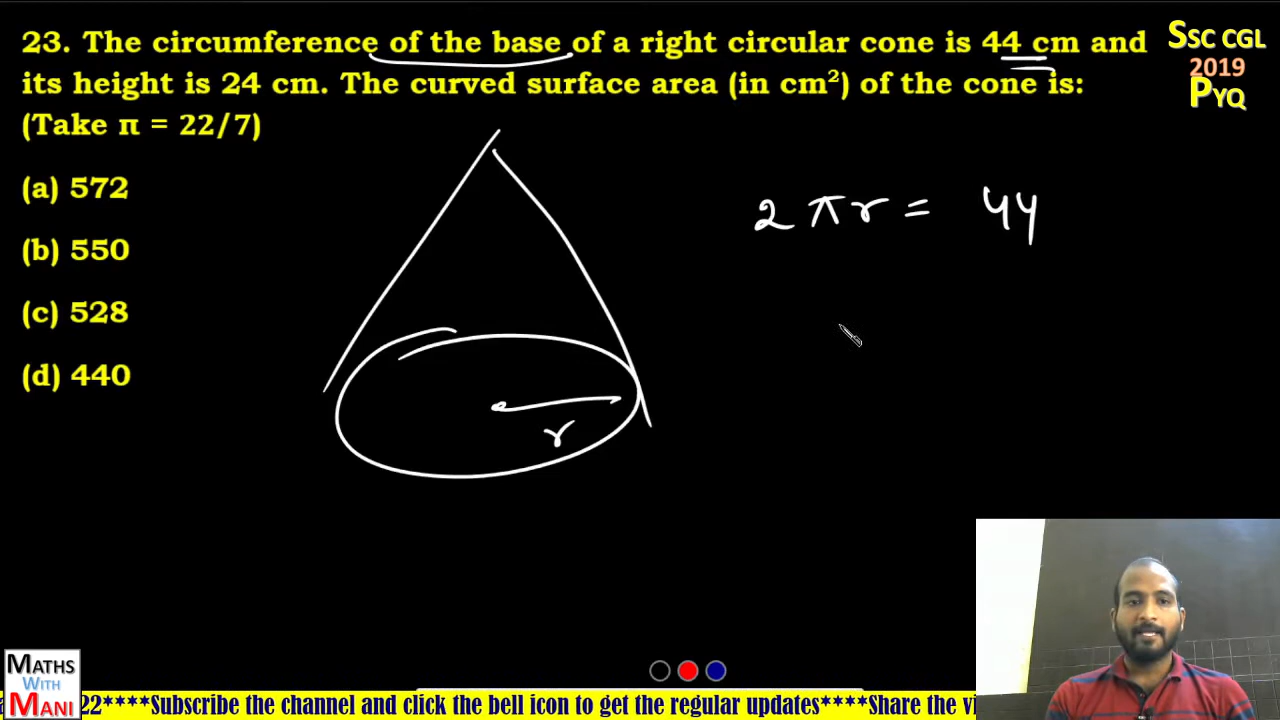 23. The circumference of the base of a right circular cone is 44 cm and
its height is 24 cm. The curved surface area (in cm²) of the cone is:
(Take π = 22/7)
(a) 572
(b) 550
(c) 528
(d) 440
SSC CGL
2019
PYQ
2πr = 44
r
MATHS
WITH
MANI
22****Subscribe the channel and click the bell icon to get the regular updates****Share the